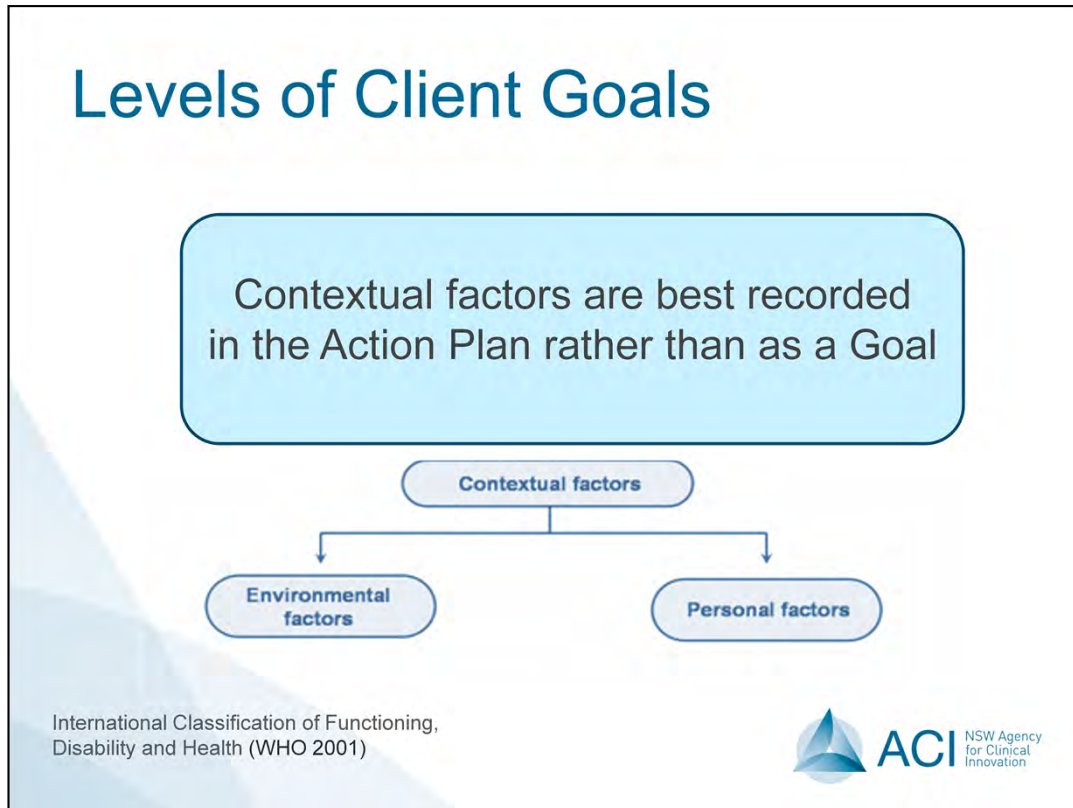 Levels of Client Goals
Contextual factors are best recorded
in the Action Plan rather than as a Goal
Contextual factors
Environmental
factors
Personal factors
International Classification of Functioning,
Disability and Health (WHO 2001)
ACI
NSW Agency
for Clinical
Innovation